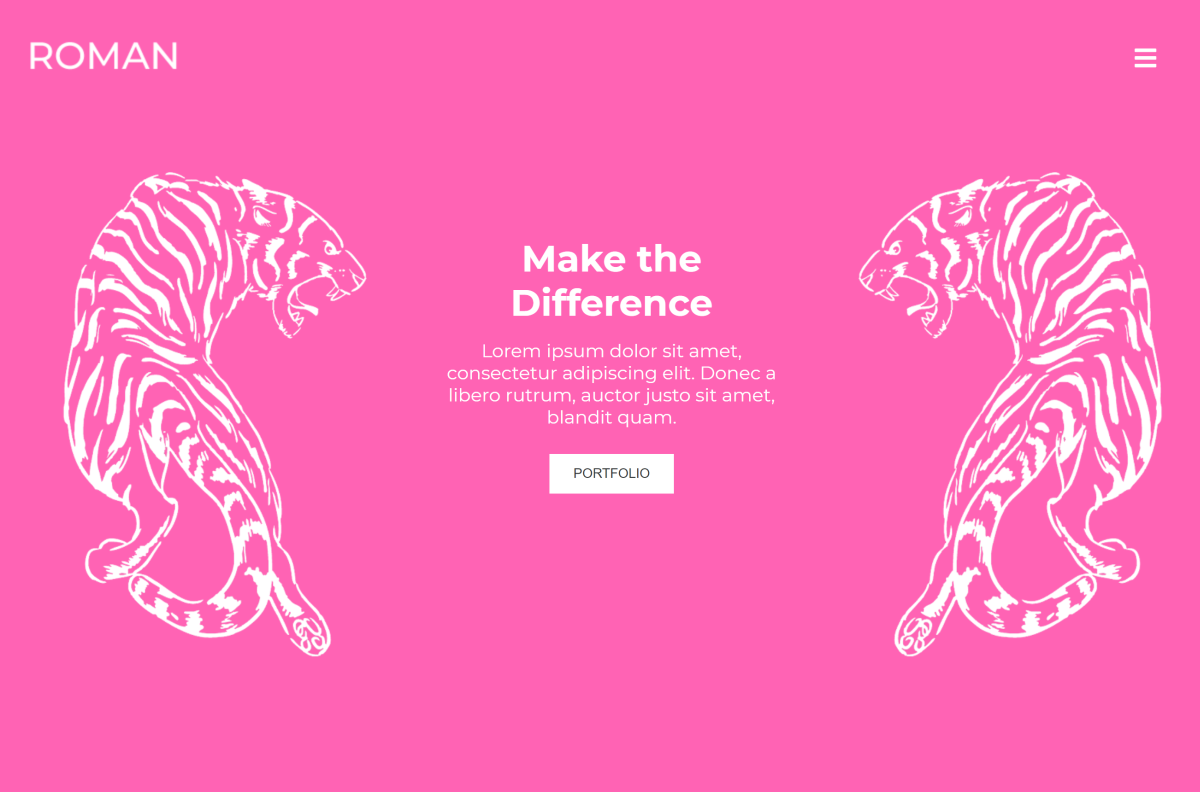 ROMAN
Make the
Difference
Lorem ipsum dolor sit amet,
consectetur adipiscing elit. Donec a
libero rutrum, auctor justo sit amet,
blandit quam.
PORTFOLIO